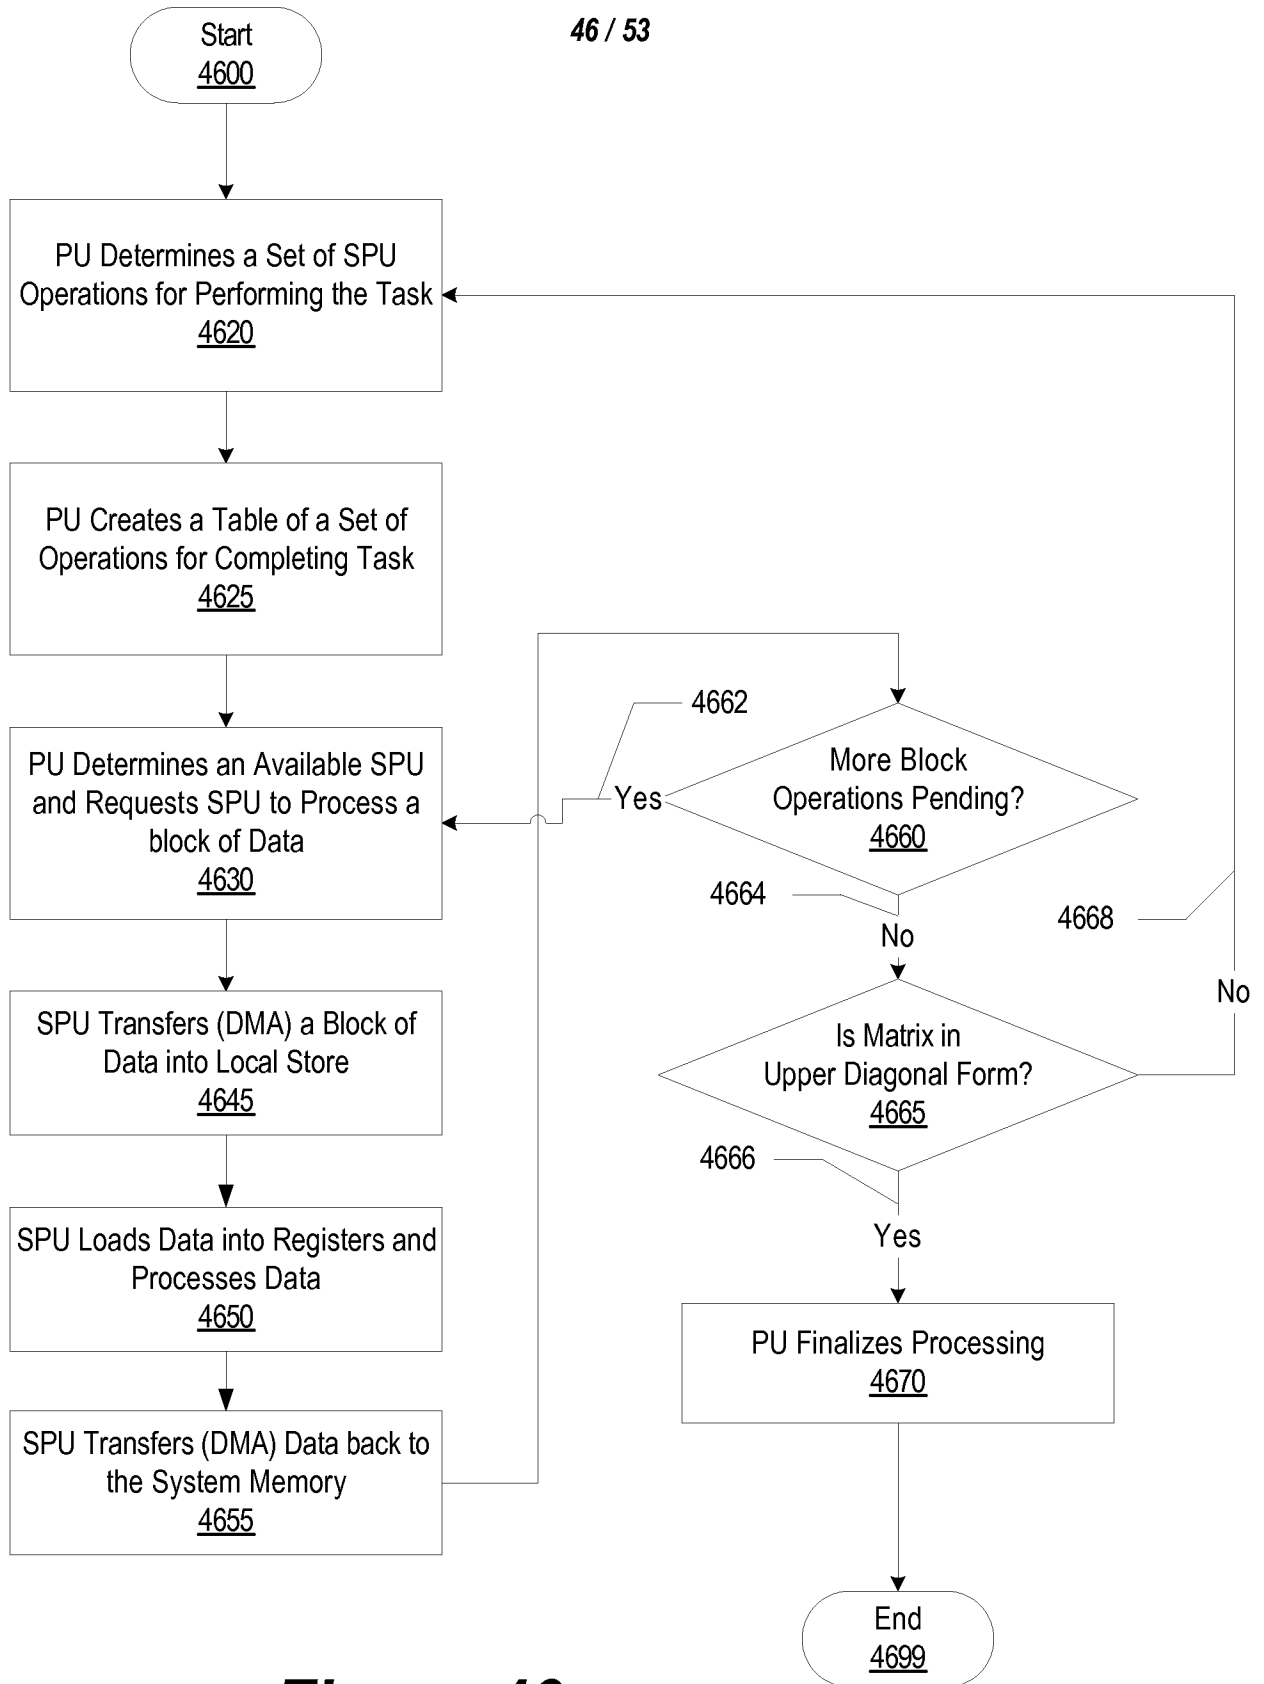 46 / 53
Start
4600
PU Determines a Set of SPU
Operations for Performing the Task
4620
PU Creates a Table of a Set of
Operations for Completing Task
4625
PU Determines an Available SPU
and Requests SPU to Process a
block of Data
4630
SPU Transfers (DMA) a Block of
Data into Local Store
4645
SPU Loads Data into Registers and
Processes Data
4650
SPU Transfers (DMA) Data back to
the System Memory
4655
More Block
Operations Pending?
4660
4662
Yes
4664
No
Is Matrix in
Upper Diagonal Form?
4665
4668
No
4666
Yes
PU Finalizes Processing
4670
End
4699